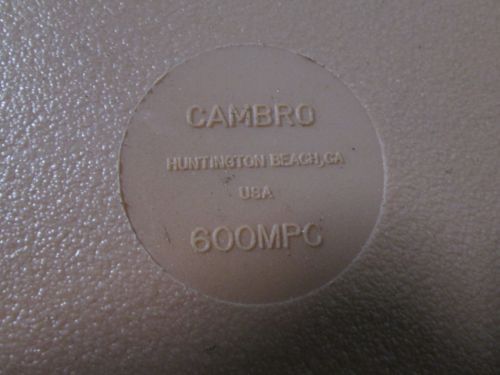 CAMBRO
HUNTINGTON BEACH, CA
USA
600MPC